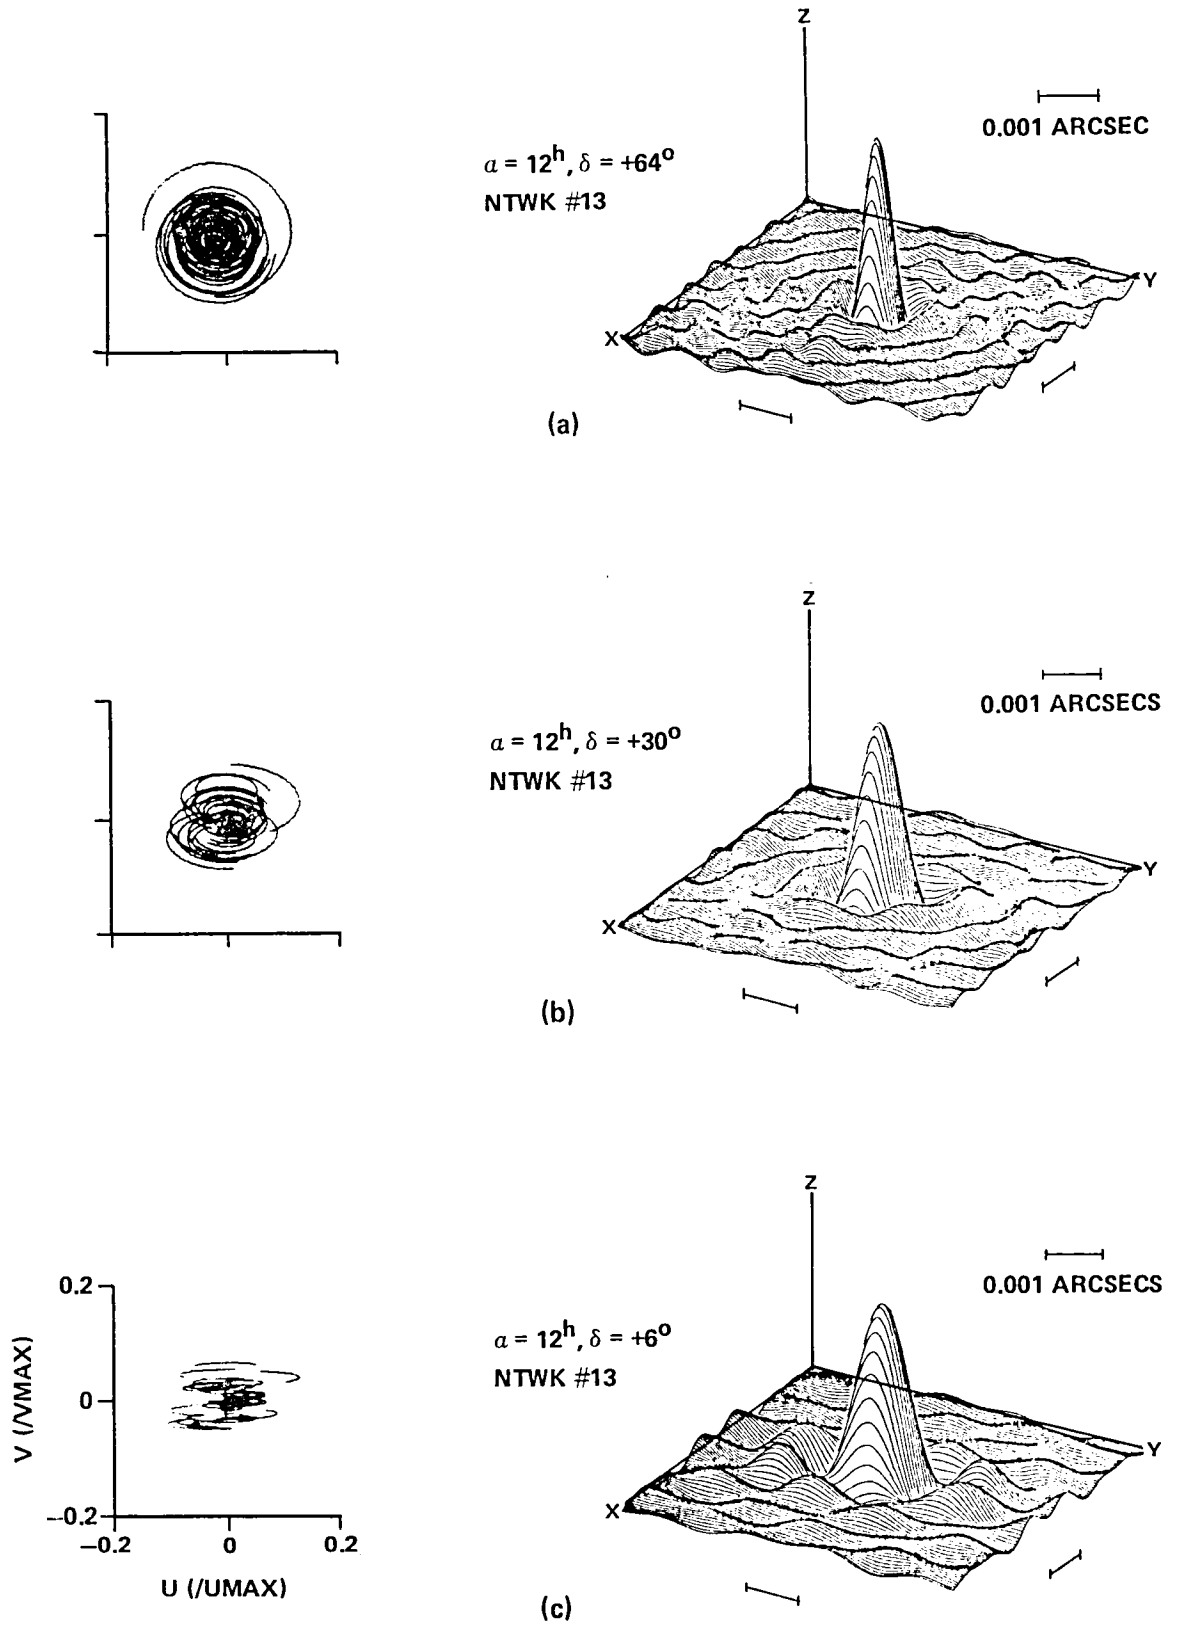 Z
0.001 ARCSEC
α = 12ʰ, δ = +64°
NTWK #13
Y
X
(a)
Z
0.001 ARCSECS
α = 12ʰ, δ = +30°
NTWK #13
Y
X
(b)
Z
0.001 ARCSECS
0.2
α = 12ʰ, δ = +6°
NTWK #13
V (/VMAX)
0
Y
X
−0.2
−0.2 0 0.2
U (/UMAX)
(c)